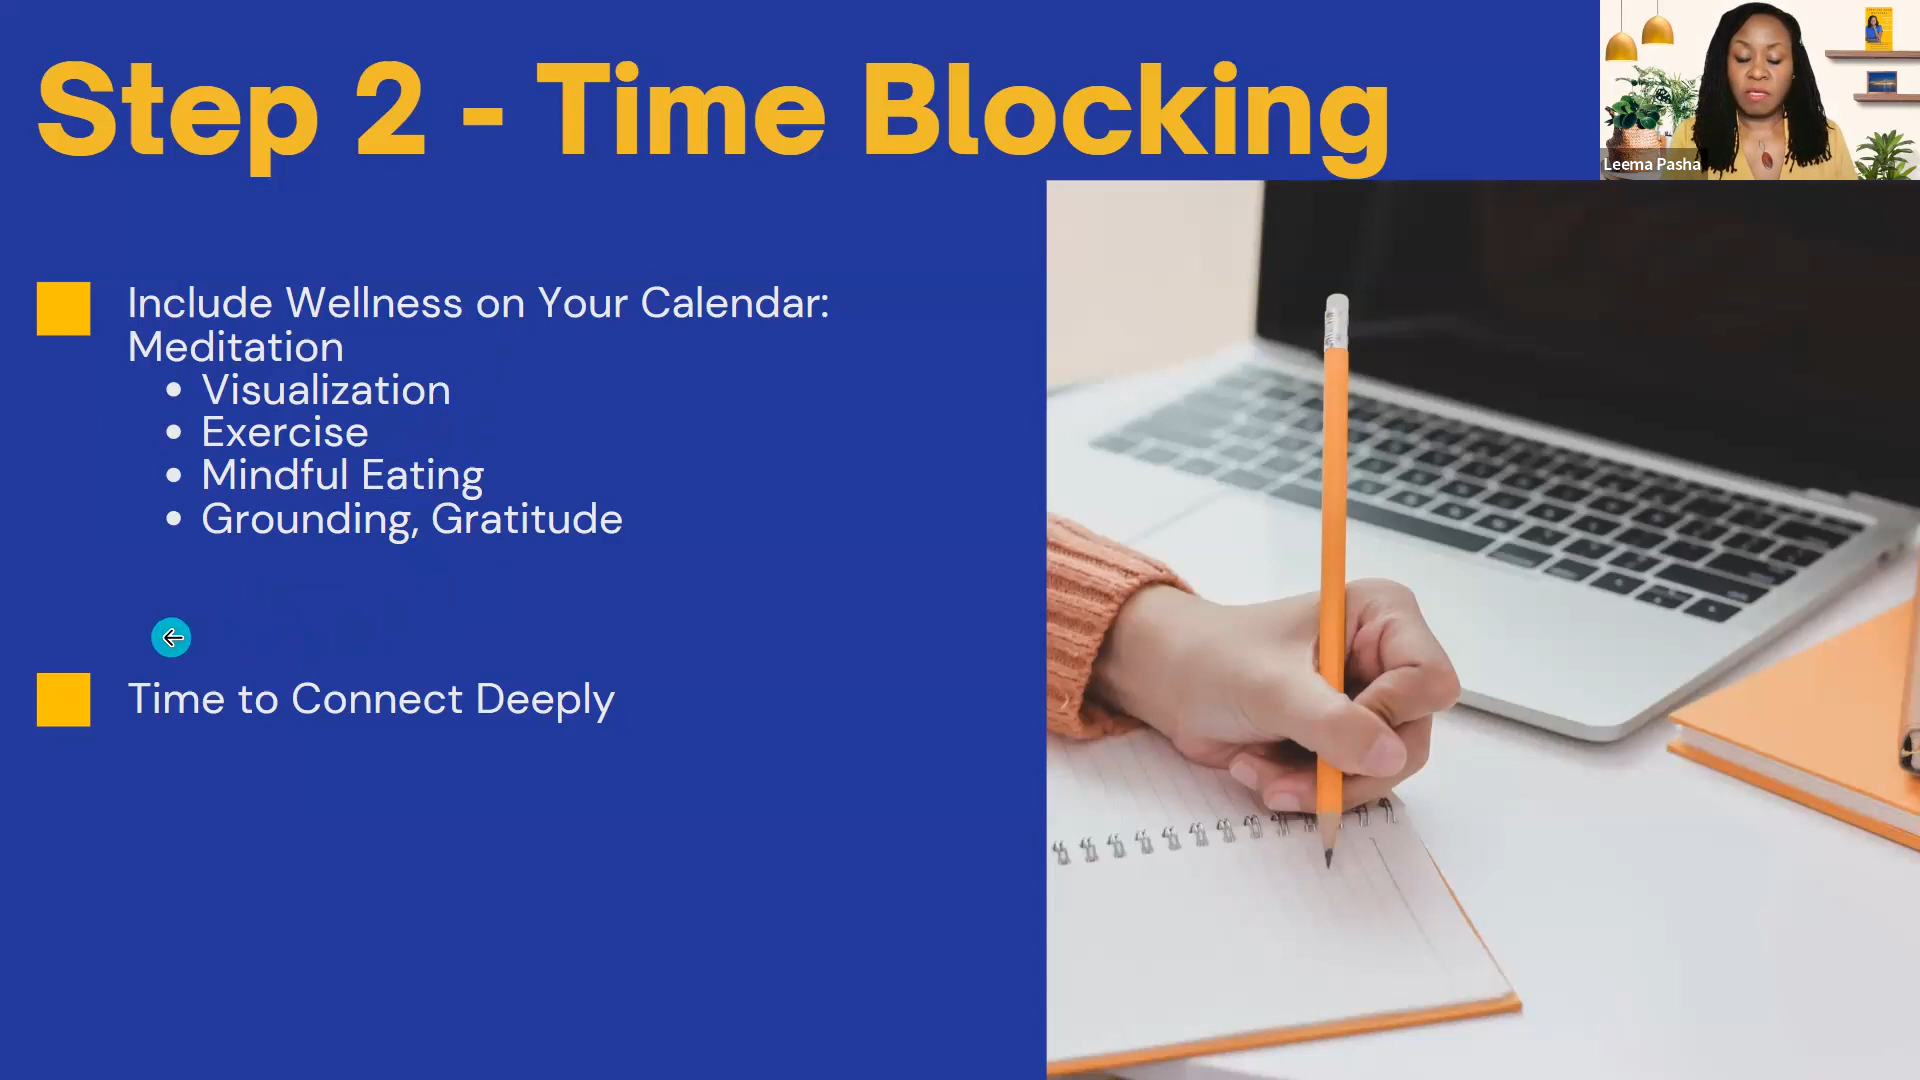 Step 2 - Time Blocking
Leema Pasha
Include Wellness on Your Calendar:
Meditation
• Visualization
• Exercise
• Mindful Eating
• Grounding, Gratitude
Time to Connect Deeply